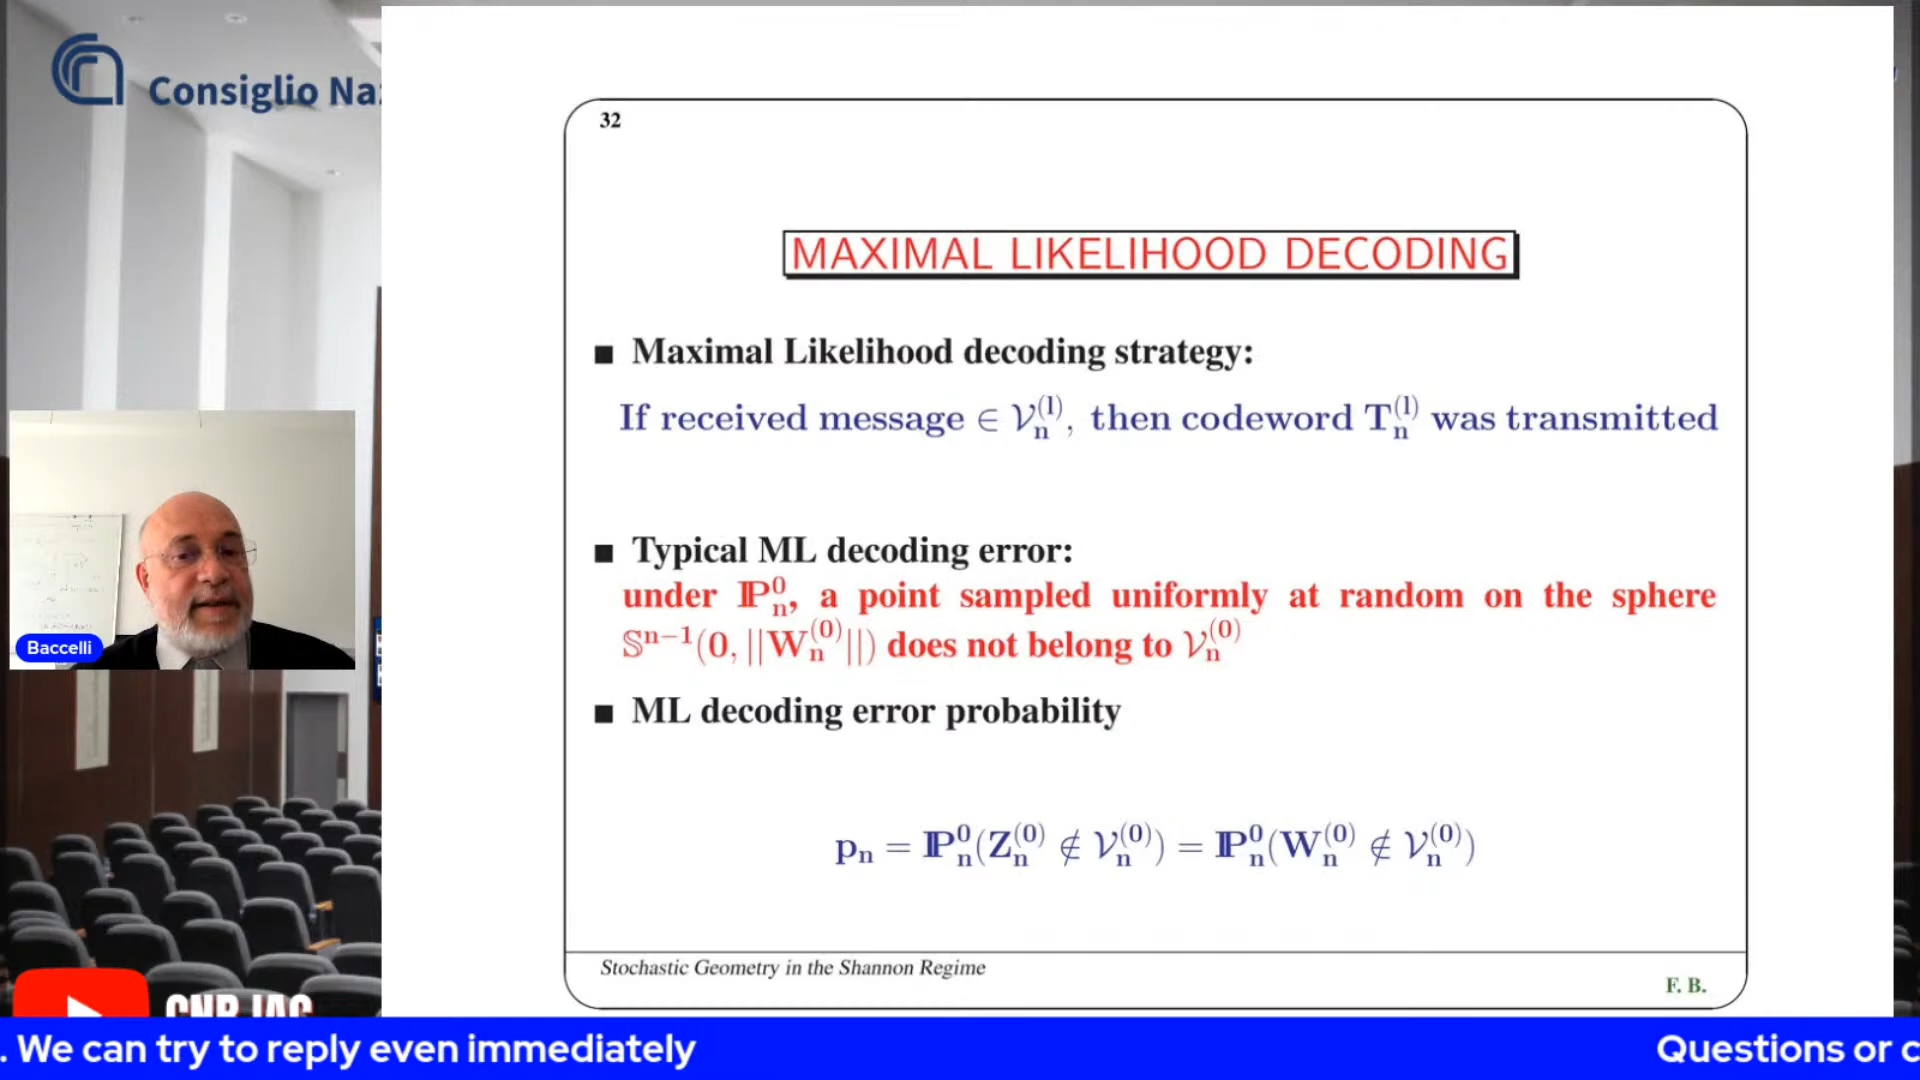 Consiglio Na
32
MAXIMAL LIKELIHOOD DECODING
■ Maximal Likelihood decoding strategy:
If received message ∈ 𝒱ₙ⁽ˡ⁾, then codeword Tₙ⁽ˡ⁾ was transmitted
■ Typical ML decoding error:
under ℙₙ⁰, a point sampled uniformly at random on the sphere
𝕊ⁿ⁻¹(0, ||Wₙ⁽⁰⁾||) does not belong to 𝒱ₙ⁽⁰⁾
■ ML decoding error probability
pₙ = ℙₙ⁰(Zₙ⁽⁰⁾ ∉ 𝒱ₙ⁽⁰⁾) = ℙₙ⁰(Wₙ⁽⁰⁾ ∉ 𝒱ₙ⁽⁰⁾)
Stochastic Geometry in the Shannon Regime
F. B.
Baccelli
CNR IAC
. We can try to reply even immediately
Questions or c